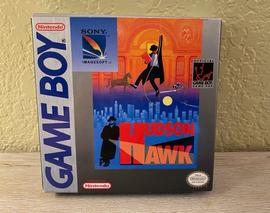 Nintendo
GAME BOY
SONY
IMAGESOFT
HUDSON
HAWK
Nintendo